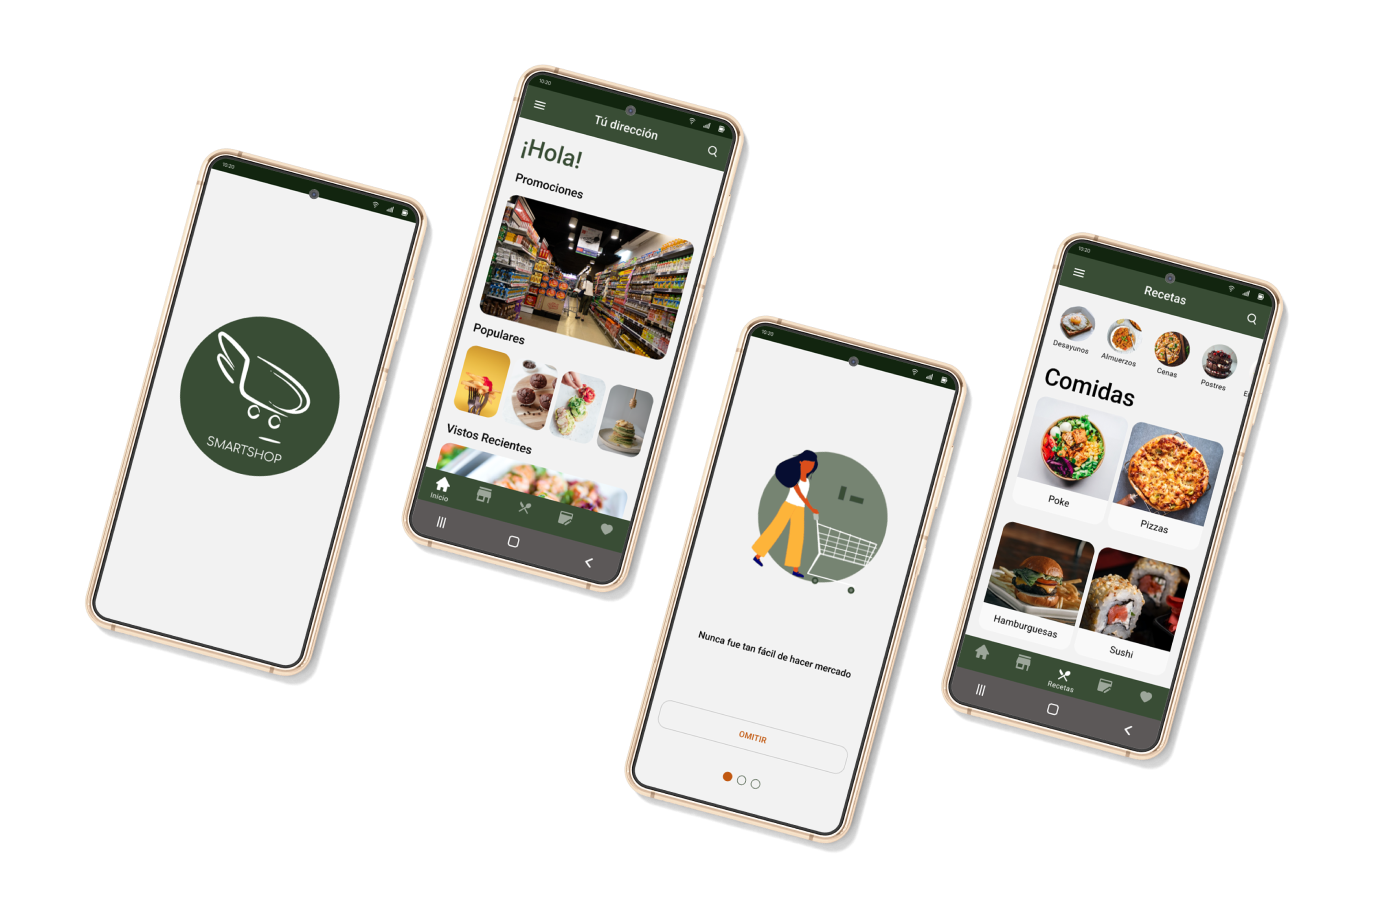 10:20
SMARTSHOP
10:20
Tú dirección
¡Hola!
Promociones
Populares
Vistos Recientes
Inicio
10:20
Nunca fue tan fácil de hacer mercado
OMITIR
10:20
Recetas
Desayunos
Almuerzos
Cenas
Postres
E
Comidas
Poke
Pizzas
Hamburguesas
Sushi
Recetas